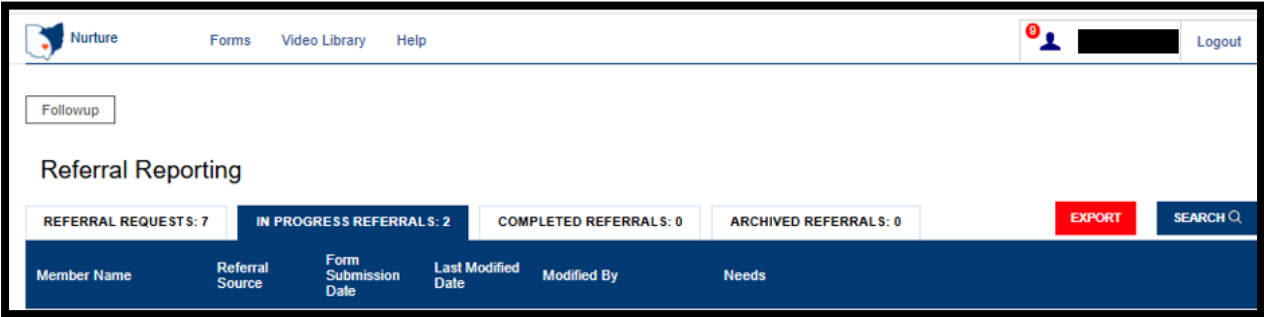 Nurture Forms Video Library Help 9 Logout
Followup
Referral Reporting
REFERRAL REQUESTS: 7 IN PROGRESS REFERRALS: 2 COMPLETED REFERRALS: 0 ARCHIVED REFERRALS: 0 EXPORT SEARCH
Member Name
Referral
Source
Form
Submission
Date
Last Modified
Date
Modified By
Needs